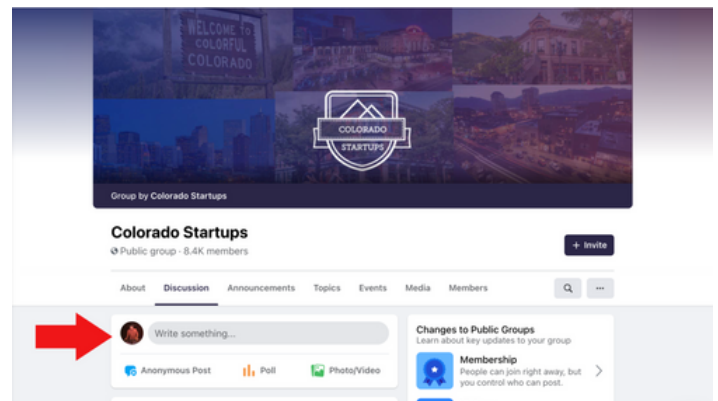 WELCOME TO
COLORFUL
COLORADO
COLORADO
STARTUPS
Group by Colorado Startups
Colorado Startups
Public group · 8.4K members
+ Invite
About Discussion Announcements Topics Events Media Members
Write something...
Anonymous Post Poll Photo/Video
Changes to Public Groups
Learn about key updates to your group
Membership
People can join right away, but
you control who can post.